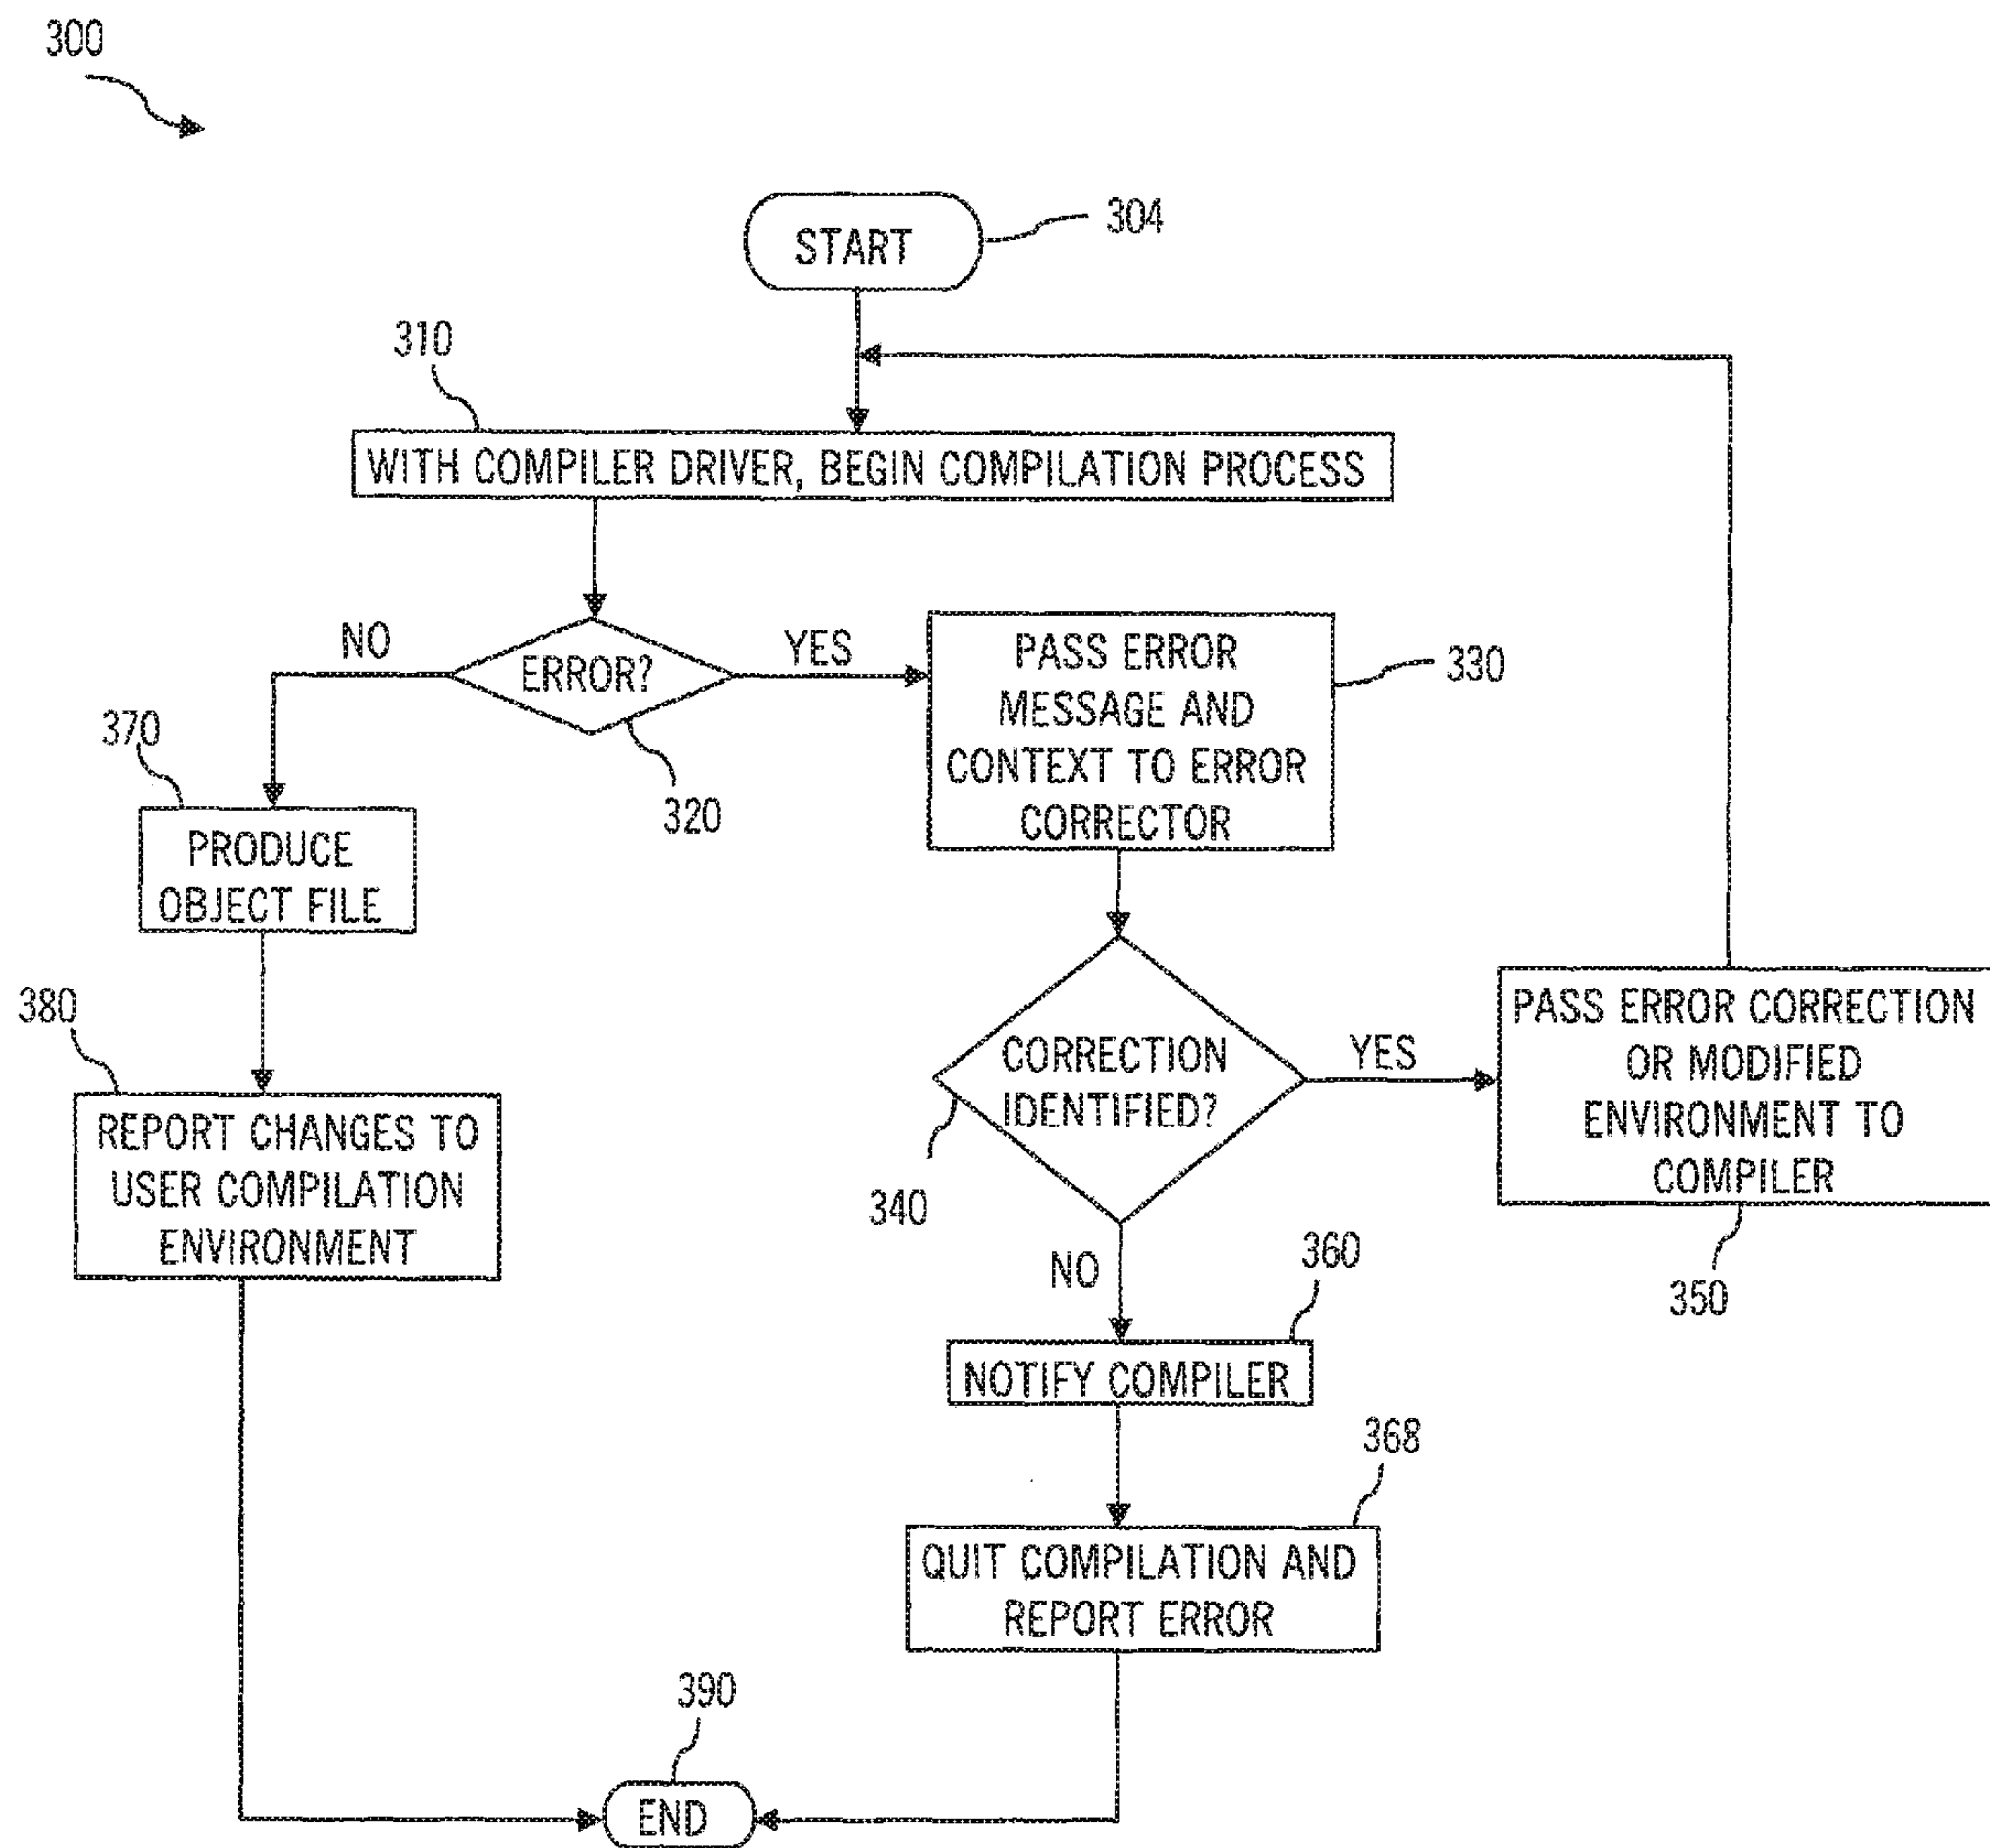 300
START
304
310
WITH COMPILER DRIVER, BEGIN COMPILATION PROCESS
NO
ERROR?
YES
320
PASS ERROR
MESSAGE AND
CONTEXT TO ERROR
CORRECTOR
330
370
PRODUCE
OBJECT FILE
380
REPORT CHANGES TO
USER COMPILATION
ENVIRONMENT
CORRECTION
IDENTIFIED?
YES
340
NO
PASS ERROR CORRECTION
OR MODIFIED
ENVIRONMENT TO
COMPILER
350
360
NOTIFY COMPILER
368
QUIT COMPILATION AND
REPORT ERROR
390
END